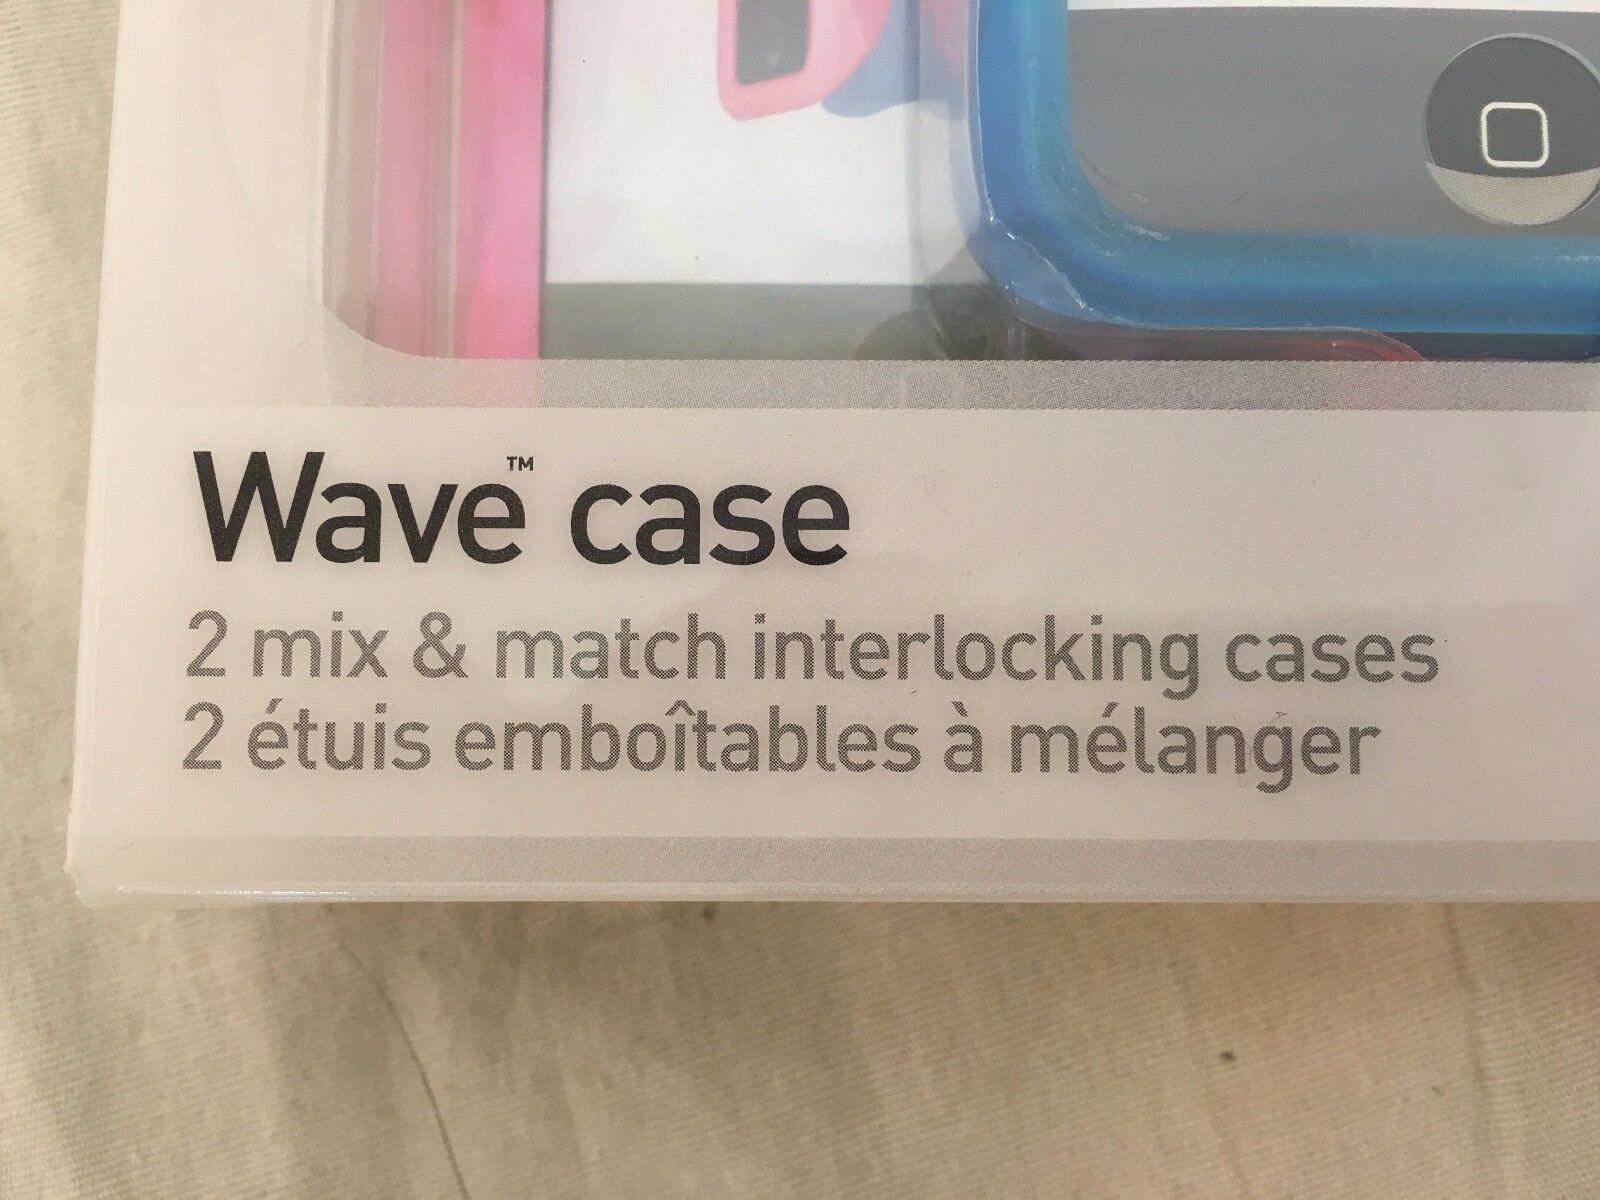 Wave™ case
2 mix & match interlocking cases
2 étuis emboîtables à mélanger